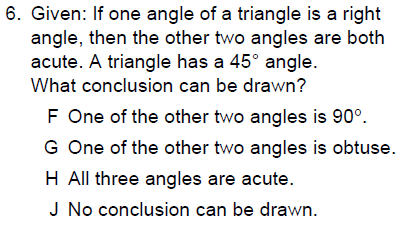 6. Given: If one angle of a triangle is a right
angle, then the other two angles are both
acute. A triangle has a 45° angle.
What conclusion can be drawn?
F One of the other two angles is 90°.
G One of the other two angles is obtuse.
H All three angles are acute.
J No conclusion can be drawn.